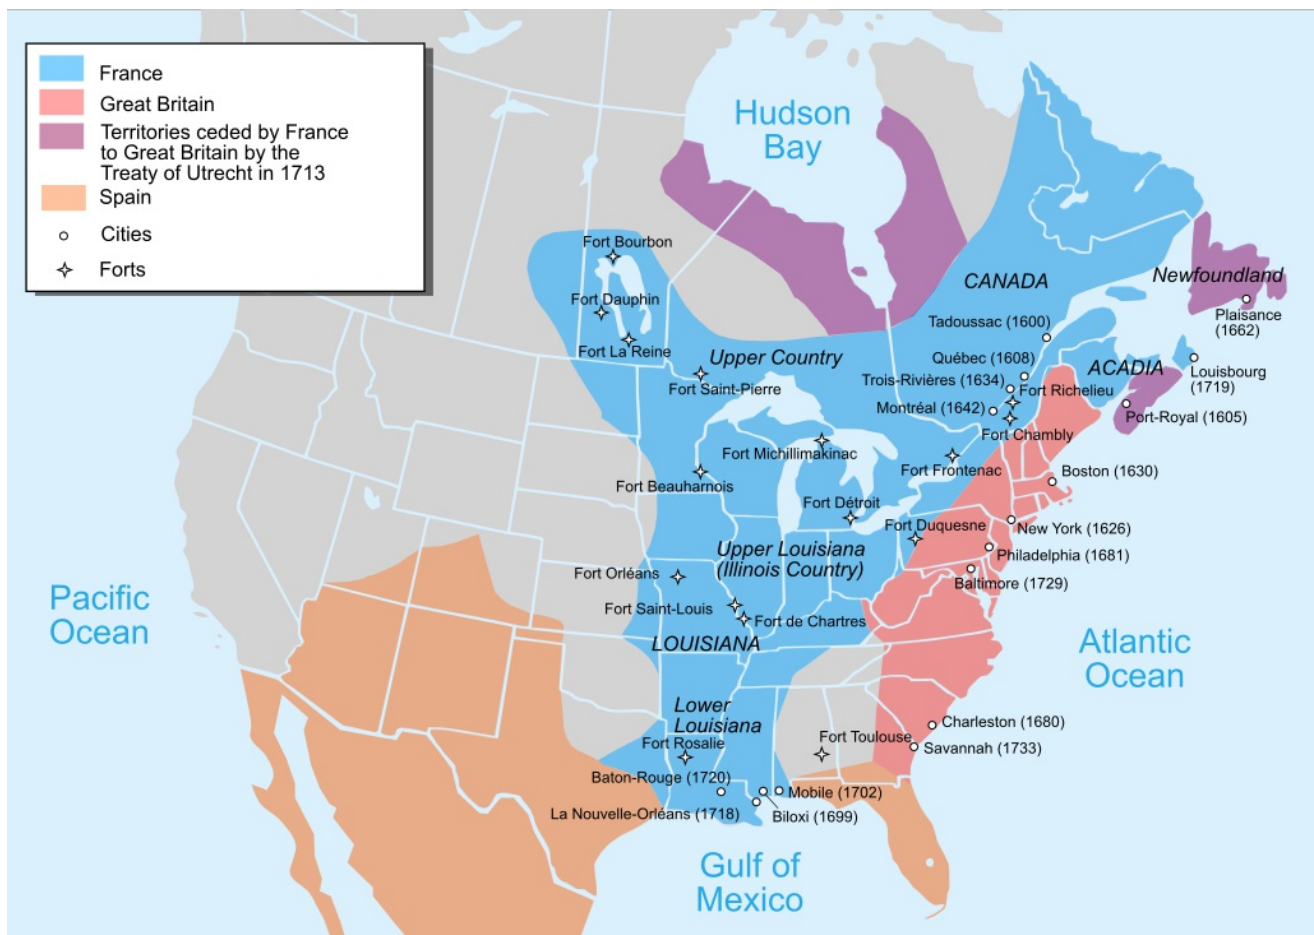 France
Great Britain
Territories ceded by France
to Great Britain by the
Treaty of Utrecht in 1713
Spain
Cities
Forts
Hudson
Bay
Fort Bourbon
Fort Dauphin
Fort La Reine
CANADA
Newfoundland
Plaisance
(1662)
Tadoussac (1600)
Upper Country
Québec (1608)
ACADIA
Louisbourg
(1719)
Fort Saint-Pierre
Trois-Rivières (1634)
Fort Richelieu
Montréal (1642)
Port-Royal (1605)
Fort Chambly
Fort Michillimakinac
Fort Frontenac
Boston (1630)
Fort Beauharnois
Fort Détroit
Fort Duquesne
New York (1626)
Upper Louisiana
(Illinois Country)
Philadelphia (1681)
Fort Orléans
Baltimore (1729)
Pacific
Ocean
Fort Saint-Louis
Fort de Chartres
LOUISIANA
Atlantic
Ocean
Lower
Louisiana
Charleston (1680)
Fort Rosalie
Fort Toulouse
Savannah (1733)
Baton-Rouge (1720)
Mobile (1702)
La Nouvelle-Orléans (1718)
Biloxi (1699)
Gulf of
Mexico